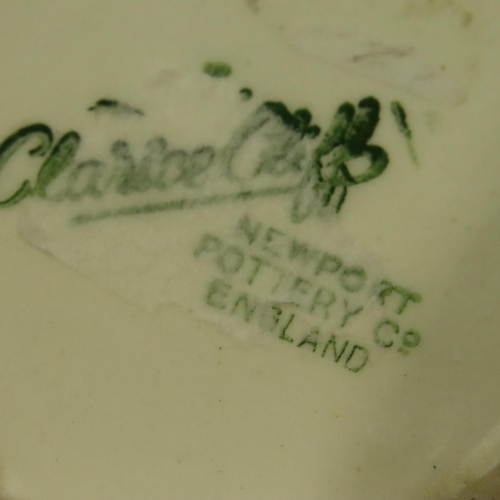 Clarice Cliff
NEWPORT
POTTERY Cº
ENGLAND